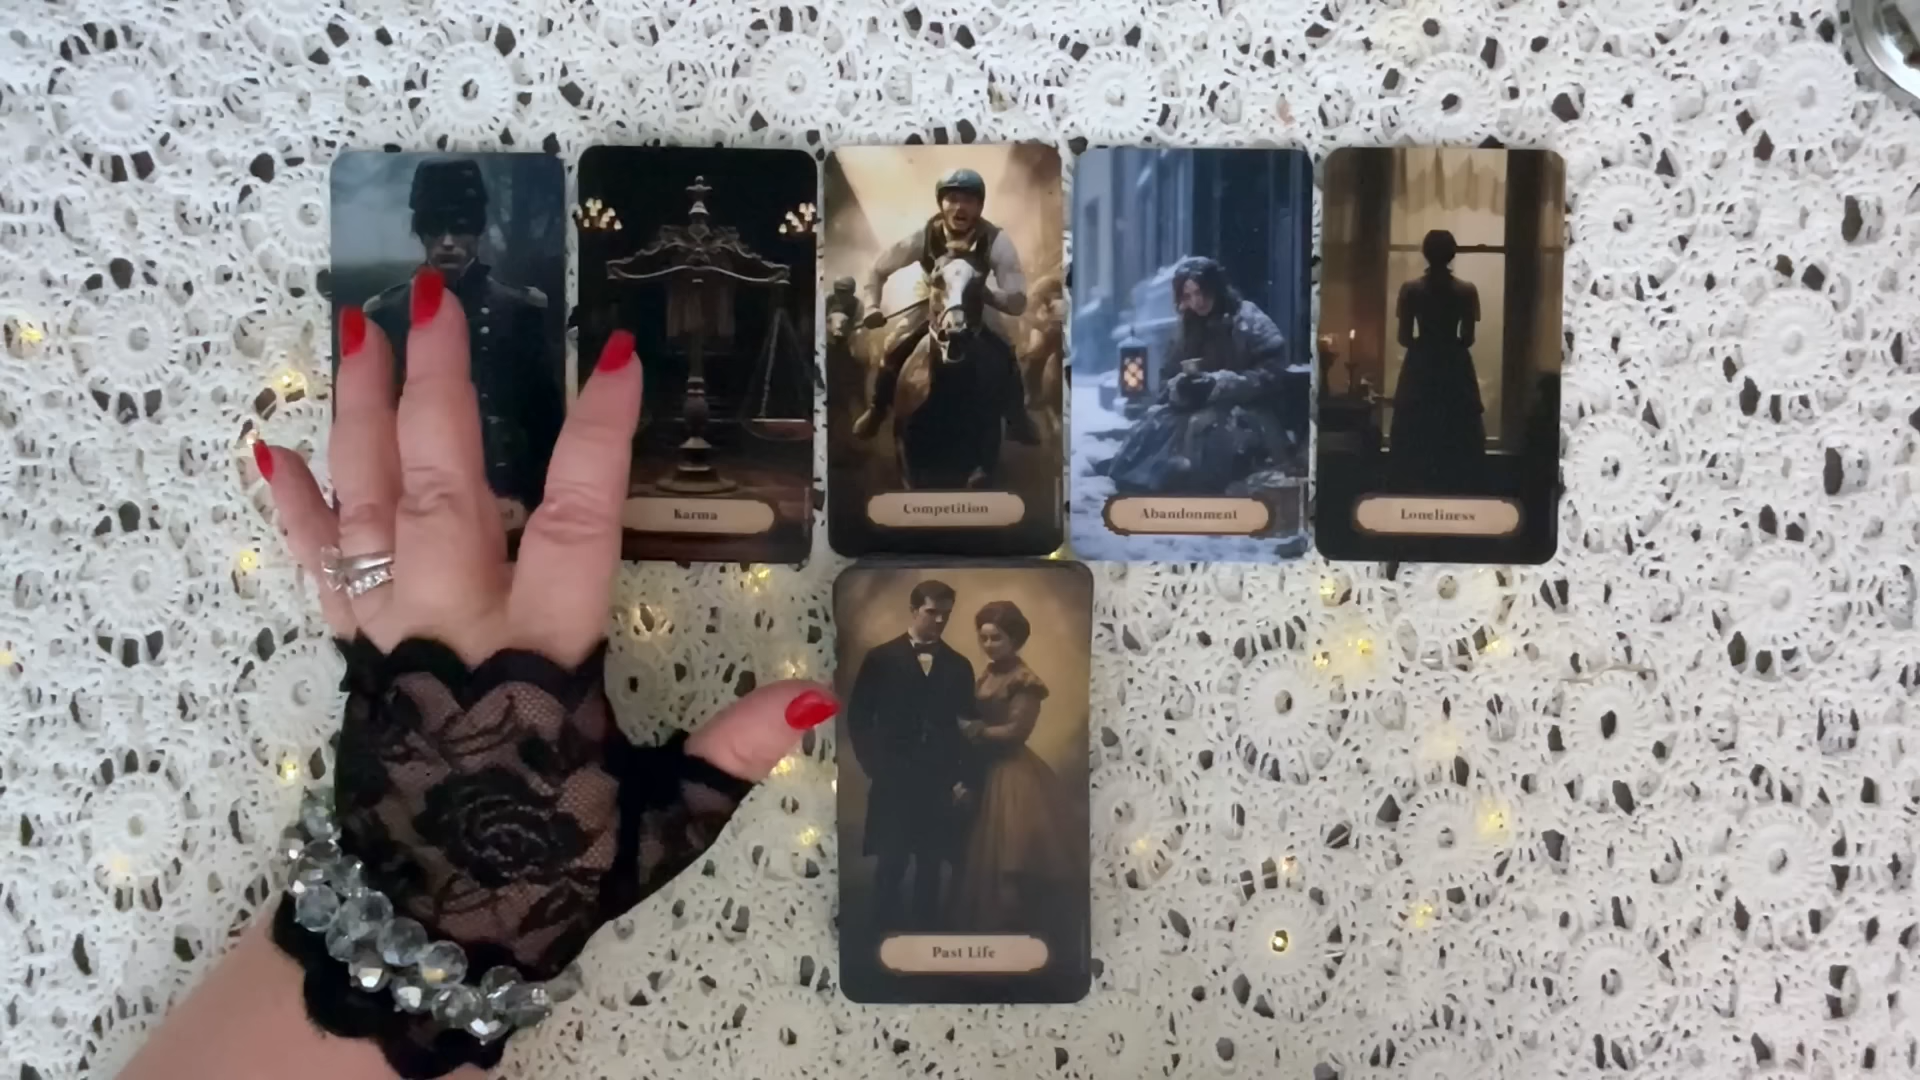 Karma
Competition
Abandonment
Loneliness
Past Life